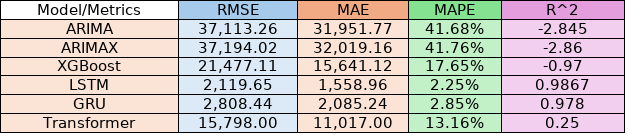 Model/Metrics RMSE MAE MAPE R^2
ARIMA 37,113.26 31,951.77 41.68% -2.845
ARIMAX 37,194.02 32,019.16 41.76% -2.86
XGBoost 21,477.11 15,641.12 17.65% -0.97
LSTM 2,119.65 1,558.96 2.25% 0.9867
GRU 2,808.44 2,085.24 2.85% 0.978
Transformer 15,798.00 11,017.00 13.16% 0.25